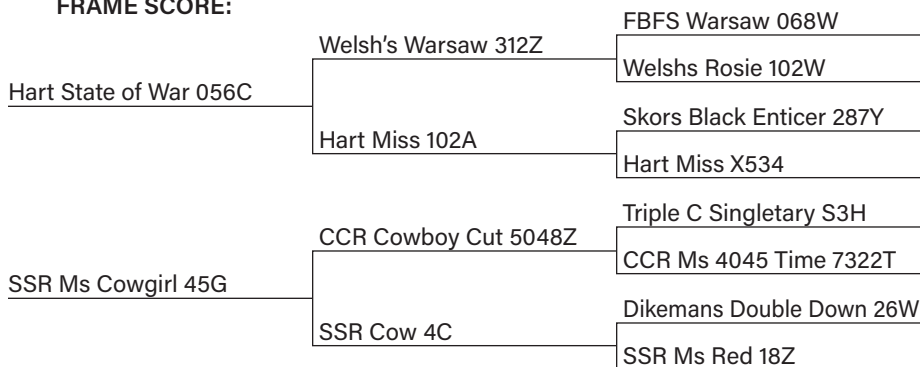 FRAME SCORE:
FBFS Warsaw 068W
Welsh's Warsaw 312Z
Welshs Rosie 102W
Hart State of War 056C
Skors Black Enticer 287Y
Hart Miss 102A
Hart Miss X534
Triple C Singletary S3H
CCR Cowboy Cut 5048Z
CCR Ms 4045 Time 7322T
SSR Ms Cowgirl 45G
Dikemans Double Down 26W
SSR Cow 4C
SSR Ms Red 18Z